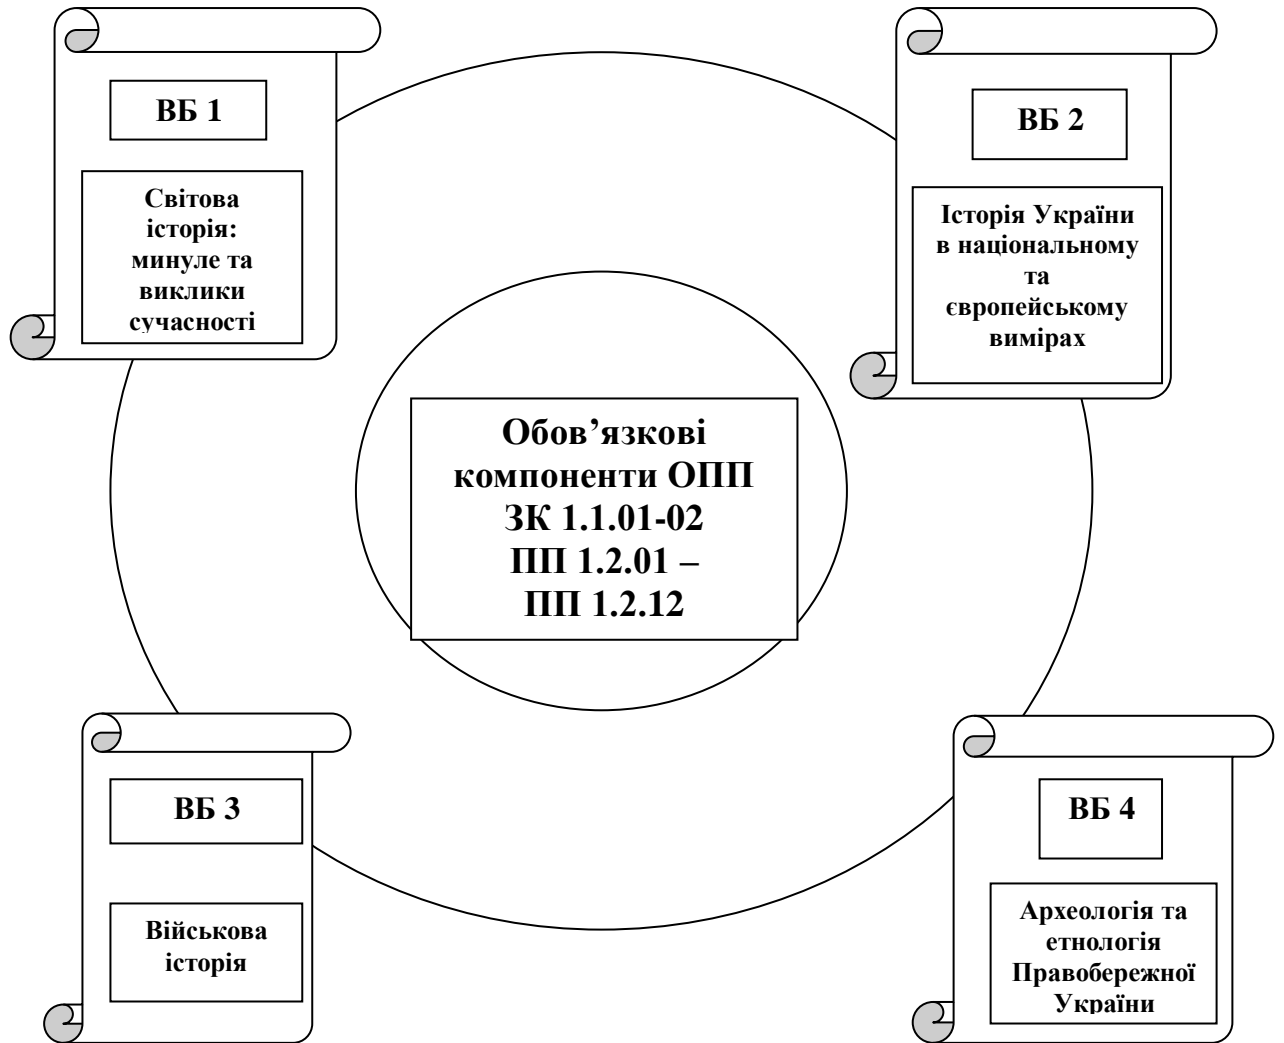 ВБ 1
Світова
історія:
минуле та
виклики
сучасності
ВБ 2
Історія України
в національному
та
європейському
вимірах
Обов’язкові
компоненти ОПП
ЗК 1.1.01-02
ПП 1.2.01 –
ПП 1.2.12
ВБ 3
Військова
історія
ВБ 4
Археологія та
етнологія
Правобережної
України